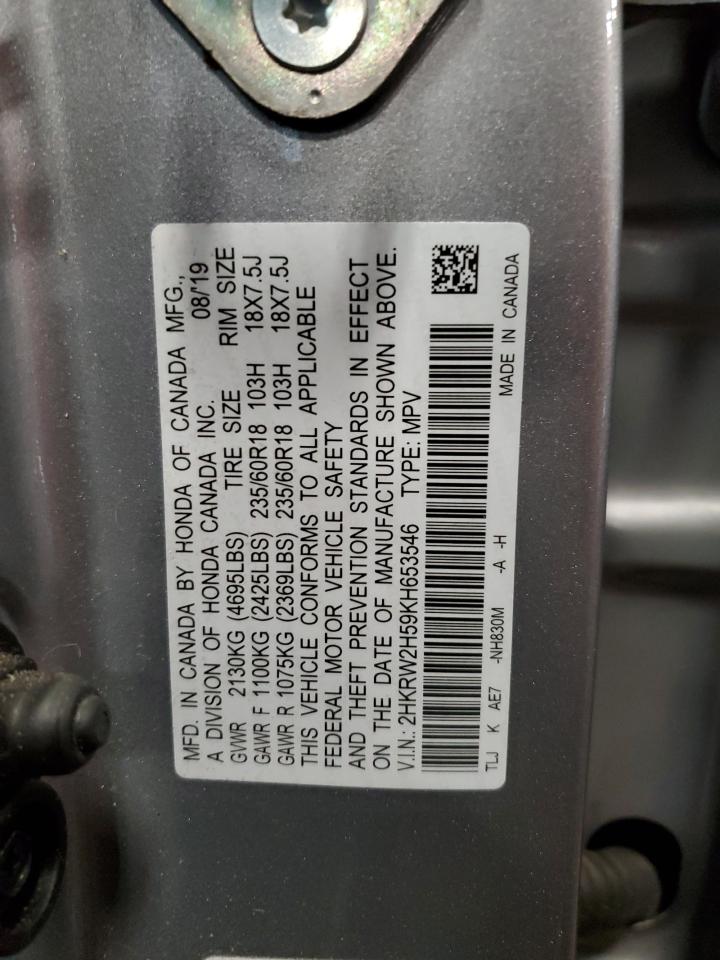 MFD. IN CANADA BY HONDA OF CANADA MFG.,
A DIVISION OF HONDA CANADA INC. 08/19
GVWR 2130KG (4695LBS) TIRE SIZE RIM SIZE
GAWR F 1100KG (2425LBS) 235/60R18 103H 18X7.5J
GAWR R 1075KG (2369LBS) 235/60R18 103H 18X7.5J
THIS VEHICLE CONFORMS TO ALL APPLICABLE
FEDERAL MOTOR VEHICLE SAFETY
AND THEFT PREVENTION STANDARDS IN EFFECT
ON THE DATE OF MANUFACTURE SHOWN ABOVE.
V.I.N.: 2HKRW2H59KH653546 TYPE: MPV
TLJ K AE7 -NH830M -A -H MADE IN CANADA